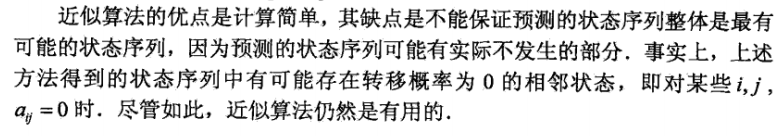 近似算法的优点是计算简单，其缺点是不能保证预测的状态序列整体是最有
可能的状态序列，因为预测的状态序列可能有实际不发生的部分．事实上，上述
方法得到的状态序列中有可能存在转移概率为 0 的相邻状态，即对某些 i, j，
a_{ij} = 0 时．尽管如此，近似算法仍然是有用的．